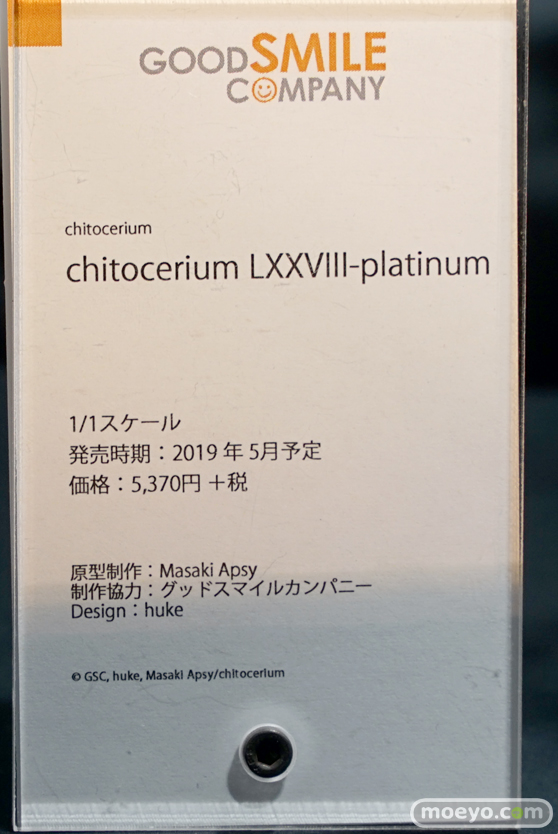 GOODSMILE
COMPANY
chitocerium
chitocerium LXXVIII-platinum
1/1スケール
発売時期：2019 年 5月予定
価格：5,370円 ＋税
原型制作：Masaki Apsy
制作協力：グッドスマイルカンパニー
Design：huke
© GSC, huke, Masaki Apsy/chitocerium
moeyo.com